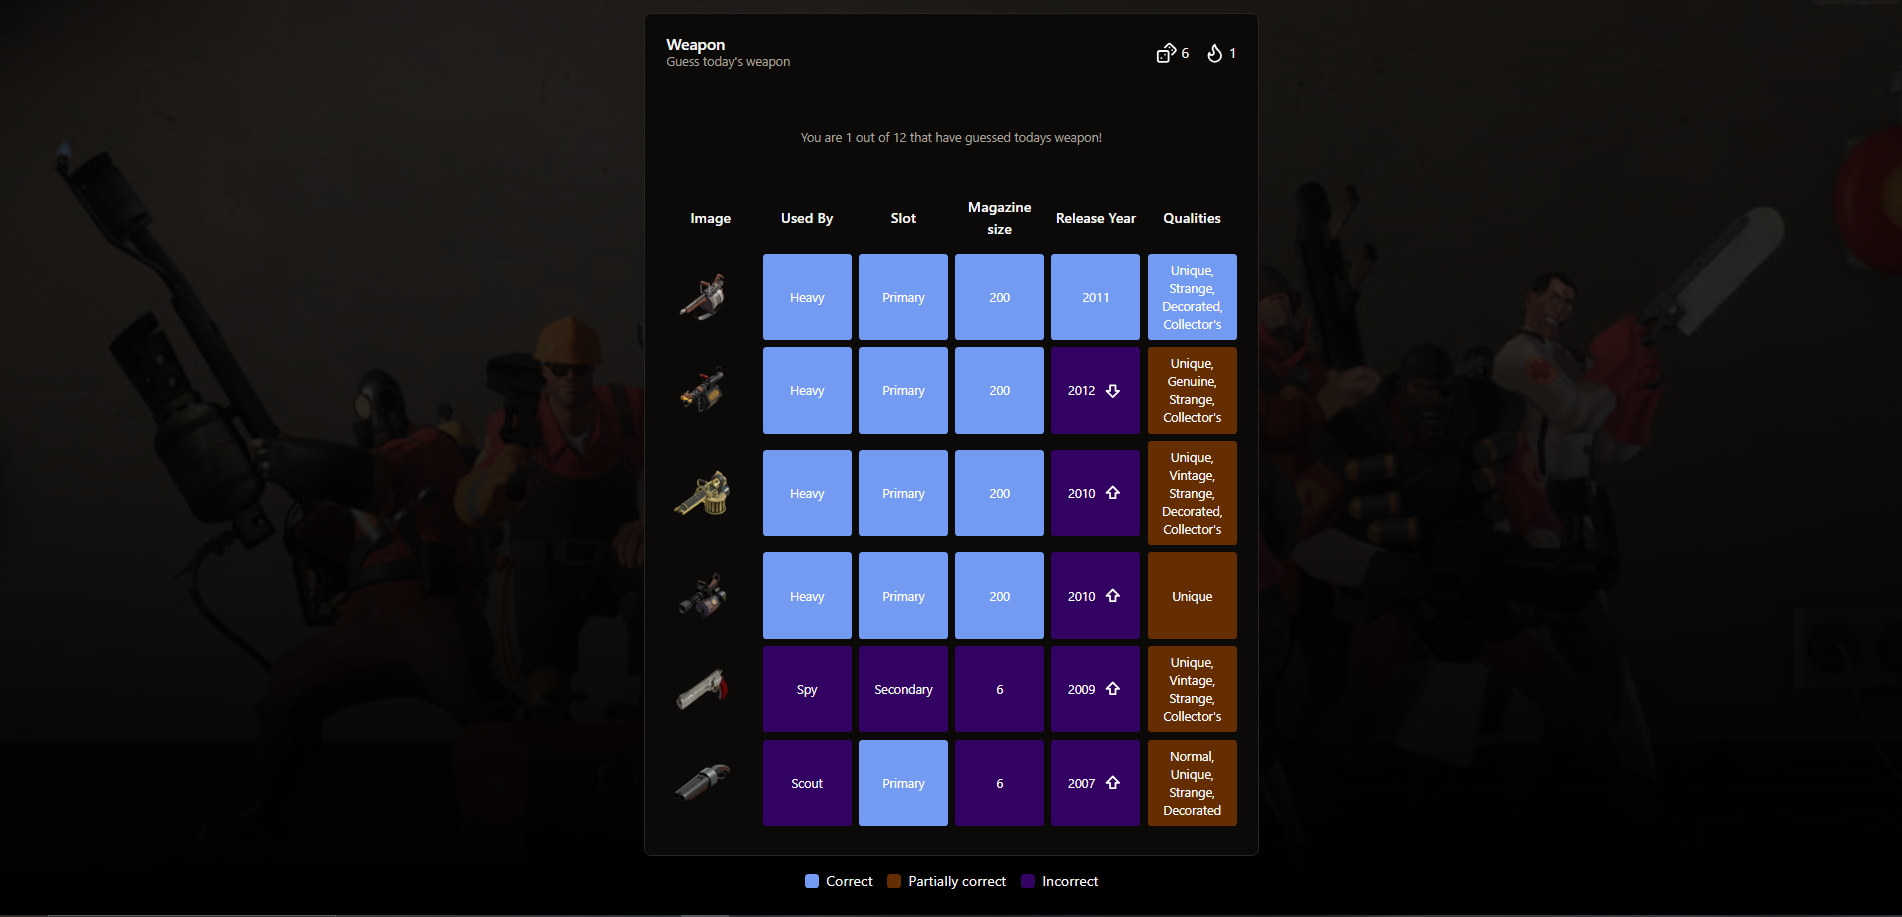 Weapon
Guess today's weapon
6 1
You are 1 out of 12 that have guessed todays weapon!
Image Used By Slot Magazine size Release Year Qualities
Heavy Primary 200 2011 Unique, Strange, Decorated, Collector's
Heavy Primary 200 2012 Unique, Genuine, Strange, Collector's
Heavy Primary 200 2010 Unique, Vintage, Strange, Decorated, Collector's
Heavy Primary 200 2010 Unique
Spy Secondary 6 2009 Unique, Vintage, Strange, Collector's
Scout Primary 6 2007 Normal, Unique, Strange, Decorated
Correct Partially correct Incorrect